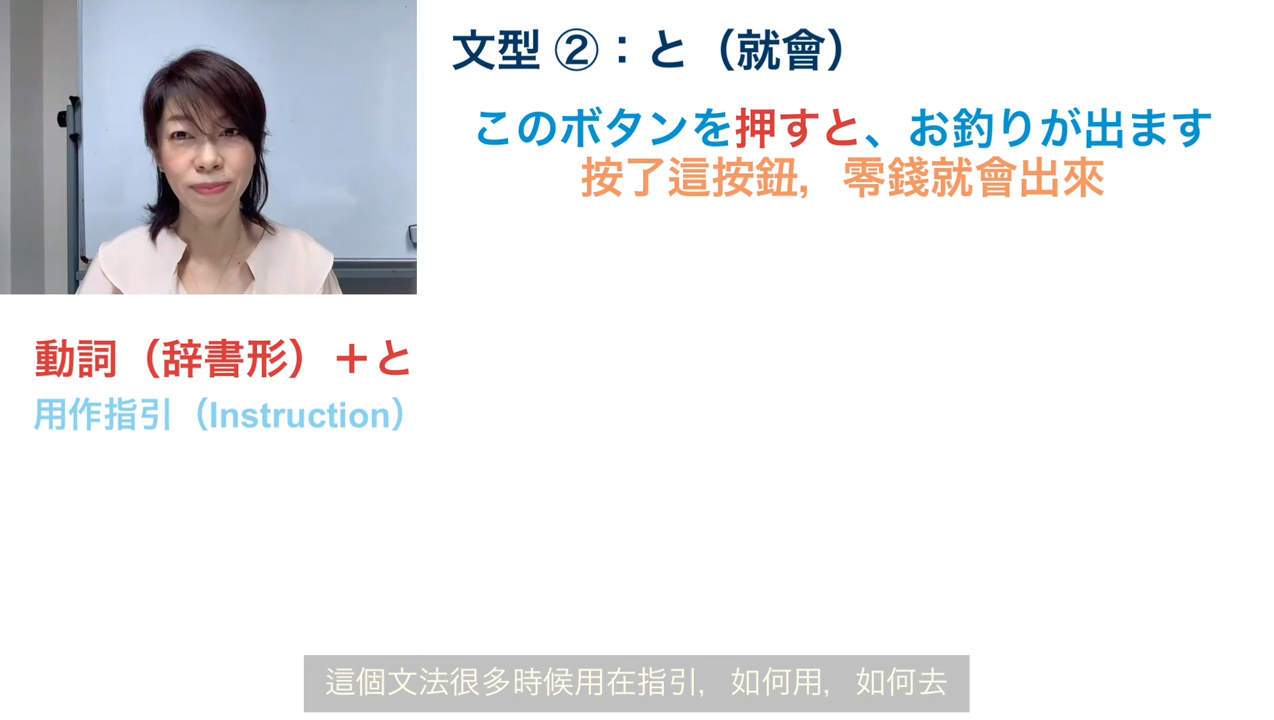 文型 ②：と（就會）
このボタンを押すと、お釣りが出ます
按了這按鈕，零錢就會出來
動詞（辞書形）＋と
用作指引（Instruction）
這個文法很多時候用在指引，如何用，如何去